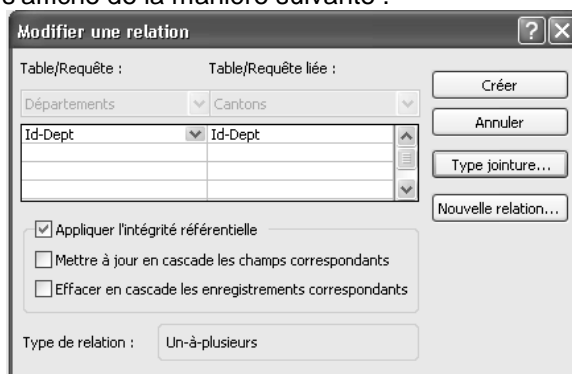 s'affiche de la manière suivante :
Modifier une relation
Table/Requête : Table/Requête liée :
Départements Cantons
Id-Dept Id-Dept
Créer
Annuler
Type jointure...
Nouvelle relation...
Appliquer l'intégrité référentielle
Mettre à jour en cascade les champs correspondants
Effacer en cascade les enregistrements correspondants
Type de relation : Un-à-plusieurs